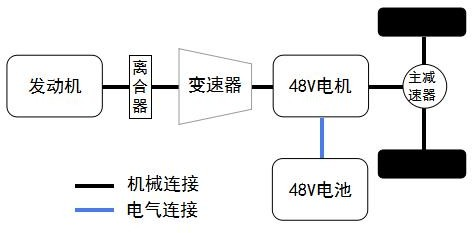 发动机
离合器
变速器
48V电机
主减
速器
48V电池
机械连接
电气连接